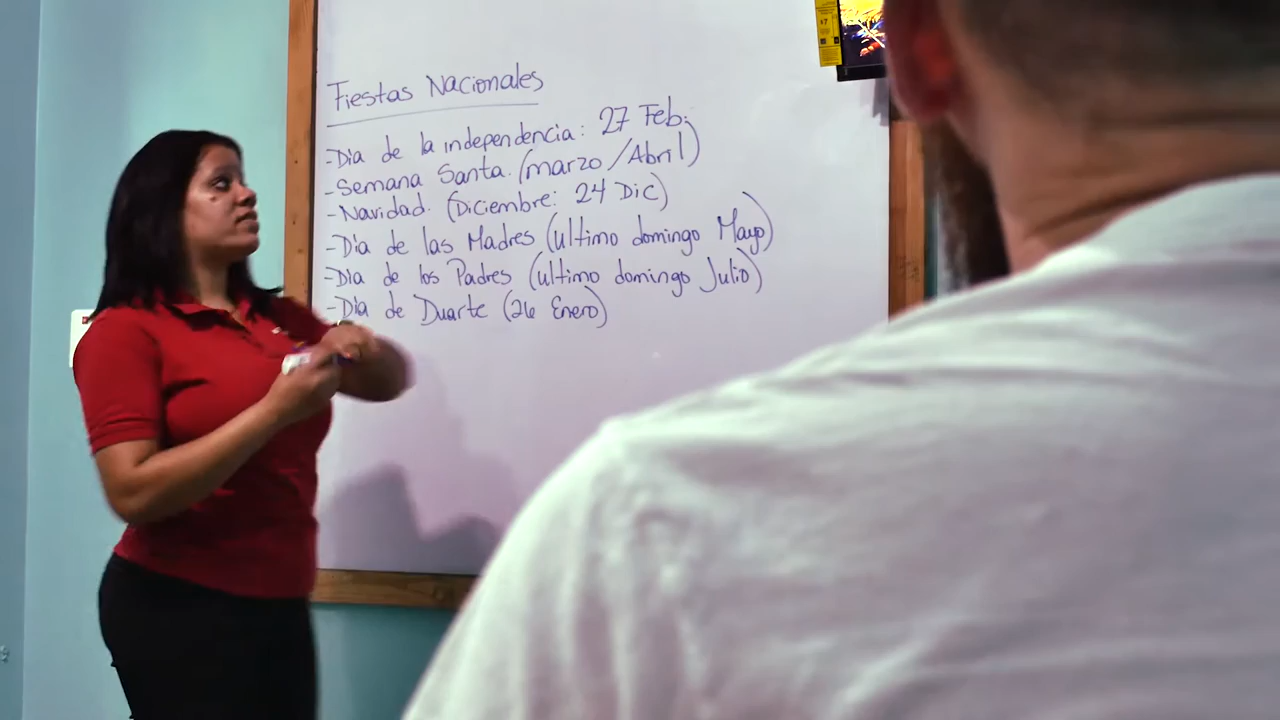 Fiestas Nacionales
-Dia de la independencia: 27 Feb.
-Semana Santa. (marzo /Abril)
-Navidad. (Diciembre: 24 Dic)
-Dia de las Madres (ultimo domingo Mayo)
-Dia de los Padres (ultimo domingo Julio)
-Dia de Duarte (26 Enero)